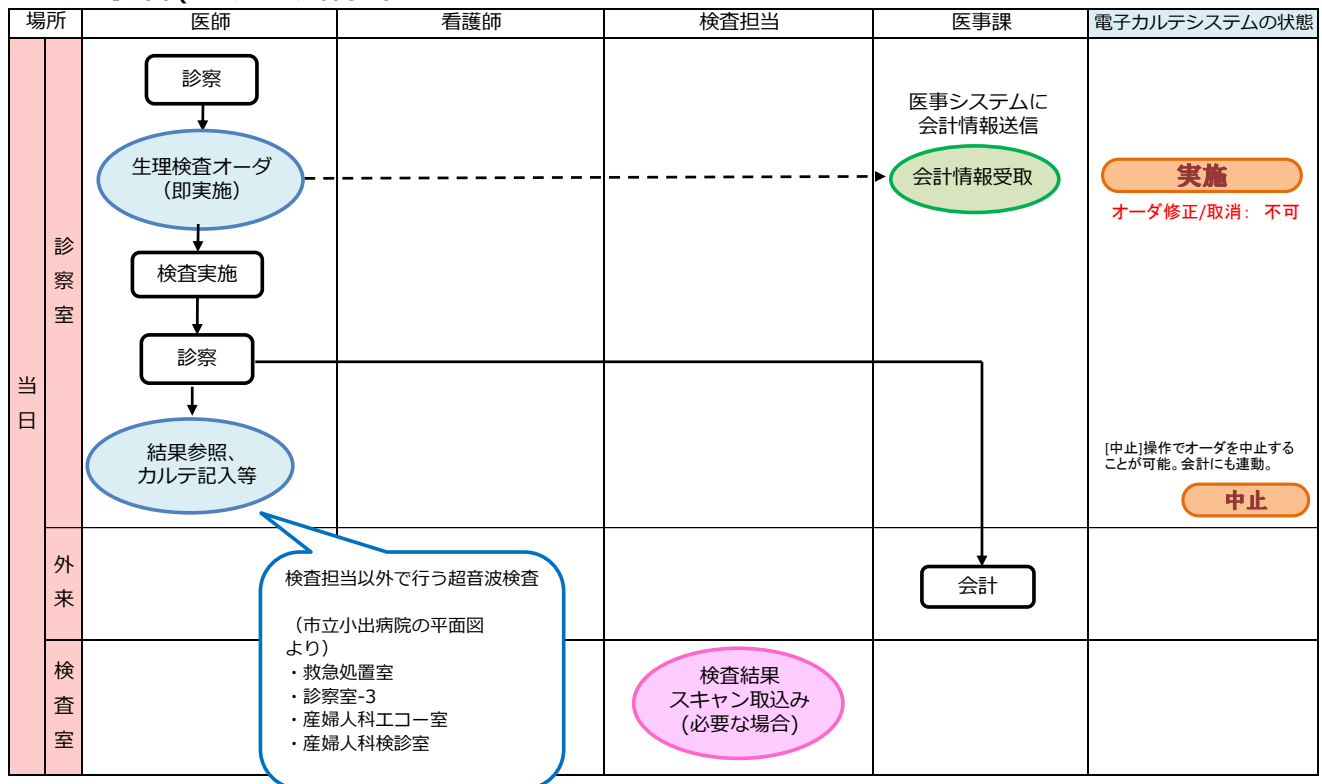 場所
医師
看護師
検査担当
医事課
電子カルテシステムの状態
当日
診察室
診察
生理検査オーダ
（即実施）
検査実施
診察
結果参照、
カルテ記入等
医事システムに
会計情報送信
会計情報受取
実施
オーダ修正/取消： 不可
[中止]操作でオーダを中止する
ことが可能。会計にも連動。
中止
外来
会計
検査担当以外で行う超音波検査
（市立小出病院の平面図
より）
・救急処置室
・診察室-3
・産婦人科エコー室
・産婦人科検診室
検査室
検査結果
スキャン取込み
(必要な場合)